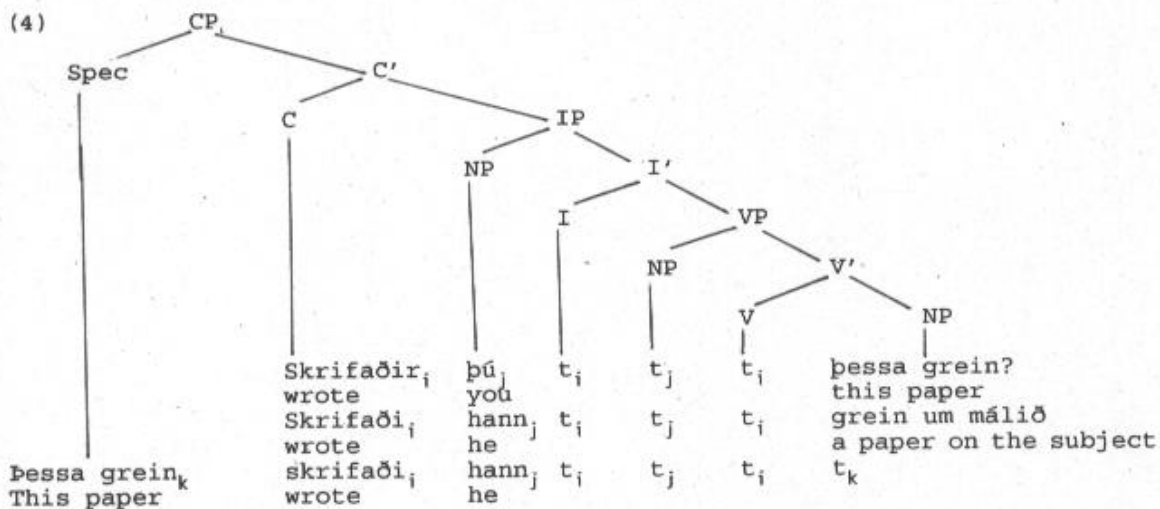 (4) CP
Spec C'
C IP
NP I'
I VP
NP V'
V NP
Skrifaðir_i þú_j t_i t_j t_i þessa grein?
wrote you this paper
Skrifaði_i hann_j t_i t_j t_i grein um málið
wrote he a paper on the subject
Þessa grein_k skrifaði_i hann_j t_i t_j t_i t_k
This paper wrote he